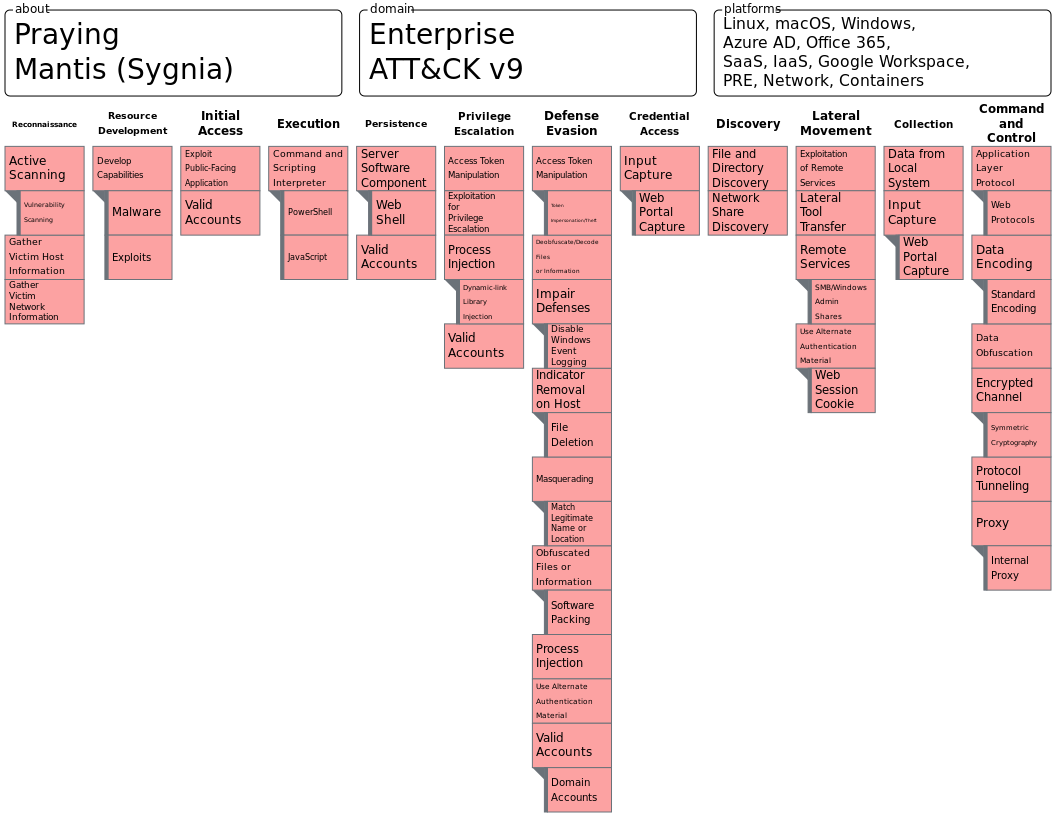 about
Praying
Mantis (Sygnia)
domain
Enterprise
ATT&CK v9
platforms
Linux, macOS, Windows,
Azure AD, Office 365,
SaaS, IaaS, Google Workspace,
PRE, Network, Containers
Reconnaissance
Active
Scanning
Vulnerability
Scanning
Gather
Victim Host
Information
Gather
Victim
Network
Information
Resource
Development
Develop
Capabilities
Malware
Exploits
Initial
Access
Exploit
Public-Facing
Application
Valid
Accounts
Execution
Command and
Scripting
Interpreter
PowerShell
JavaScript
Persistence
Server
Software
Component
Web
Shell
Valid
Accounts
Privilege
Escalation
Access Token
Manipulation
Exploitation
for
Privilege
Escalation
Process
Injection
Dynamic-link
Library
Injection
Valid
Accounts
Defense
Evasion
Access Token
Manipulation
Token
Impersonation/Theft
Deobfuscate/Decode
Files
or Information
Impair
Defenses
Disable
Windows
Event
Logging
Indicator
Removal
on Host
File
Deletion
Masquerading
Match
Legitimate
Name or
Location
Obfuscated
Files or
Information
Software
Packing
Process
Injection
Use Alternate
Authentication
Material
Valid
Accounts
Domain
Accounts
Credential
Access
Input
Capture
Web
Portal
Capture
Discovery
File and
Directory
Discovery
Network
Share
Discovery
Lateral
Movement
Exploitation
of Remote
Services
Lateral
Tool
Transfer
Remote
Services
SMB/Windows
Admin
Shares
Use Alternate
Authentication
Material
Web
Session
Cookie
Collection
Data from
Local
System
Input
Capture
Web
Portal
Capture
Command
and
Control
Application
Layer
Protocol
Web
Protocols
Data
Encoding
Standard
Encoding
Data
Obfuscation
Encrypted
Channel
Symmetric
Cryptography
Protocol
Tunneling
Proxy
Internal
Proxy